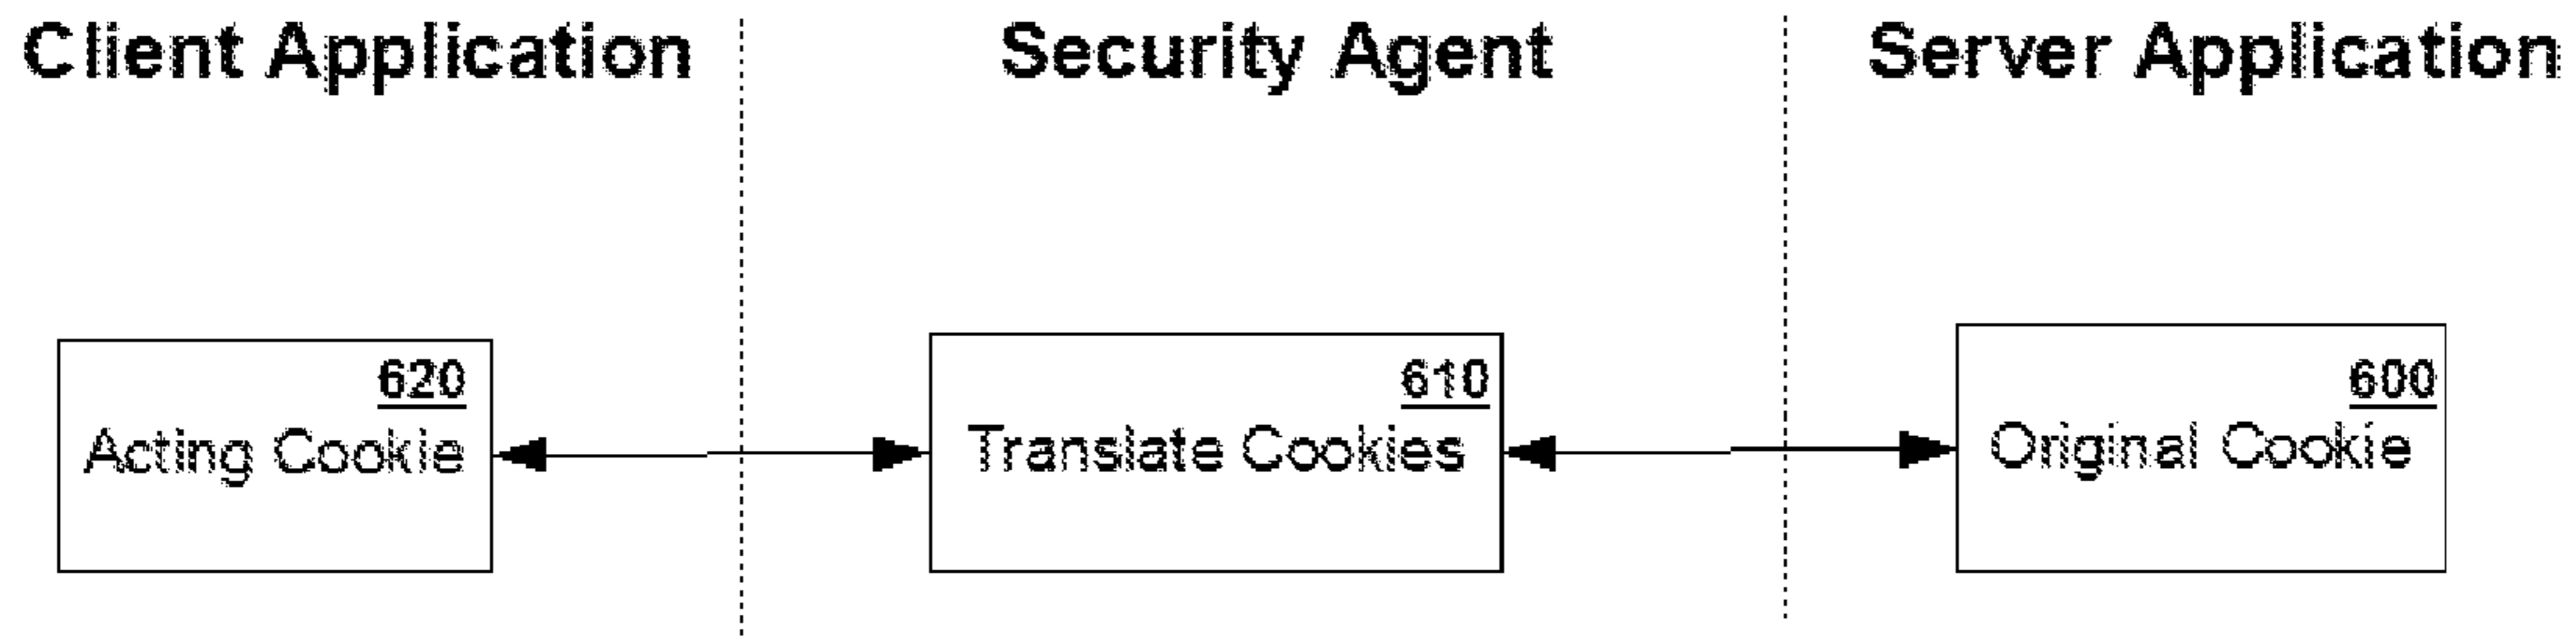 Client Application
Security Agent
Server Application
620
Acting Cookie
610
Translate Cookies
600
Original Cookie